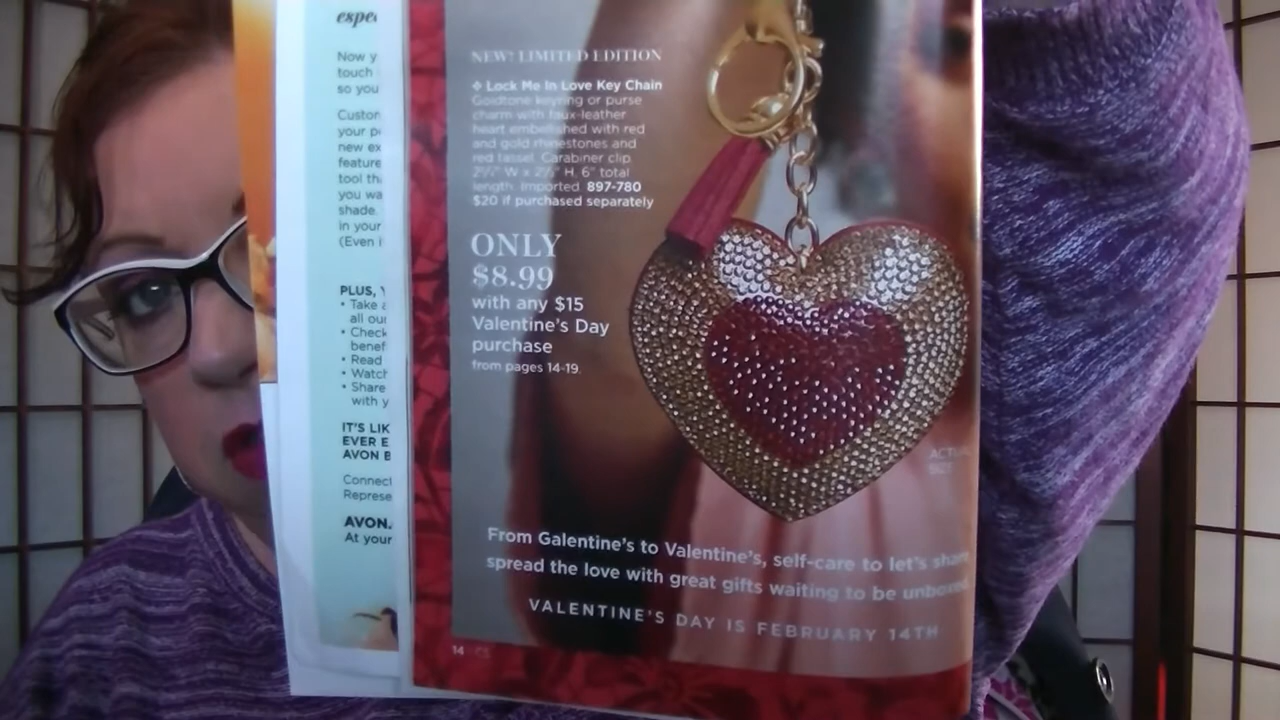 Now y
touch
so you
Custor
your pe
new ex
feature
tool th
you wa
shade.
in your
(Even i
PLUS, Y
• Take a
all our
• Check
benef
• Read
• Watch
• Share
with y
IT'S LIK
EVER E
AVON B
Connect
Represe
AVON.
At your
NEW! LIMITED EDITION
❖ Lock Me In Love Key Chain
Goldtone keyring or purse
charm with faux-leather
heart embellished with red
and gold rhinestones and
red tassel. Carabiner clip.
W x H. 6" total
length. Imported. 897-780
$20 if purchased separately
ONLY
$8.99
with any $15
Valentine's Day
purchase
from pages 14-19.
ACTUAL
SIZE
From Galentine's to Valentine's, self-care to let's share
spread the love with great gifts waiting to be unboxed
VALENTINE'S DAY IS FEBRUARY 14TH
14